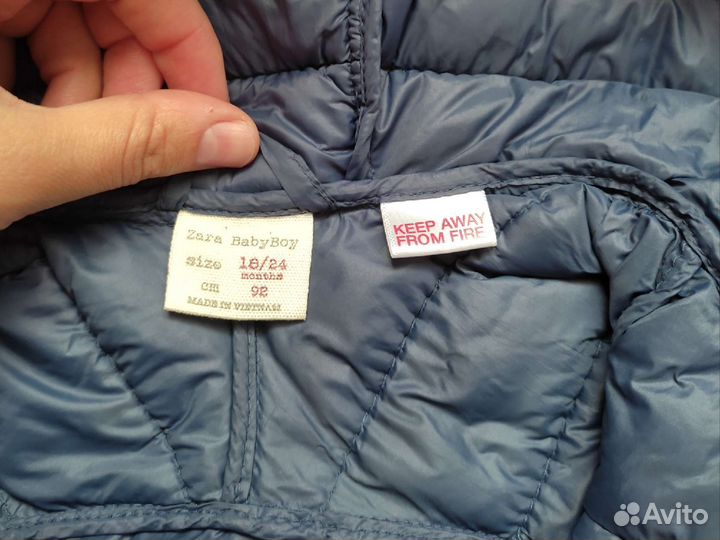 Zara BabyBoy
size 18/24
months
CM 92
MADE IN VIETNAM
KEEP AWAY
FROM FIRE
Avito